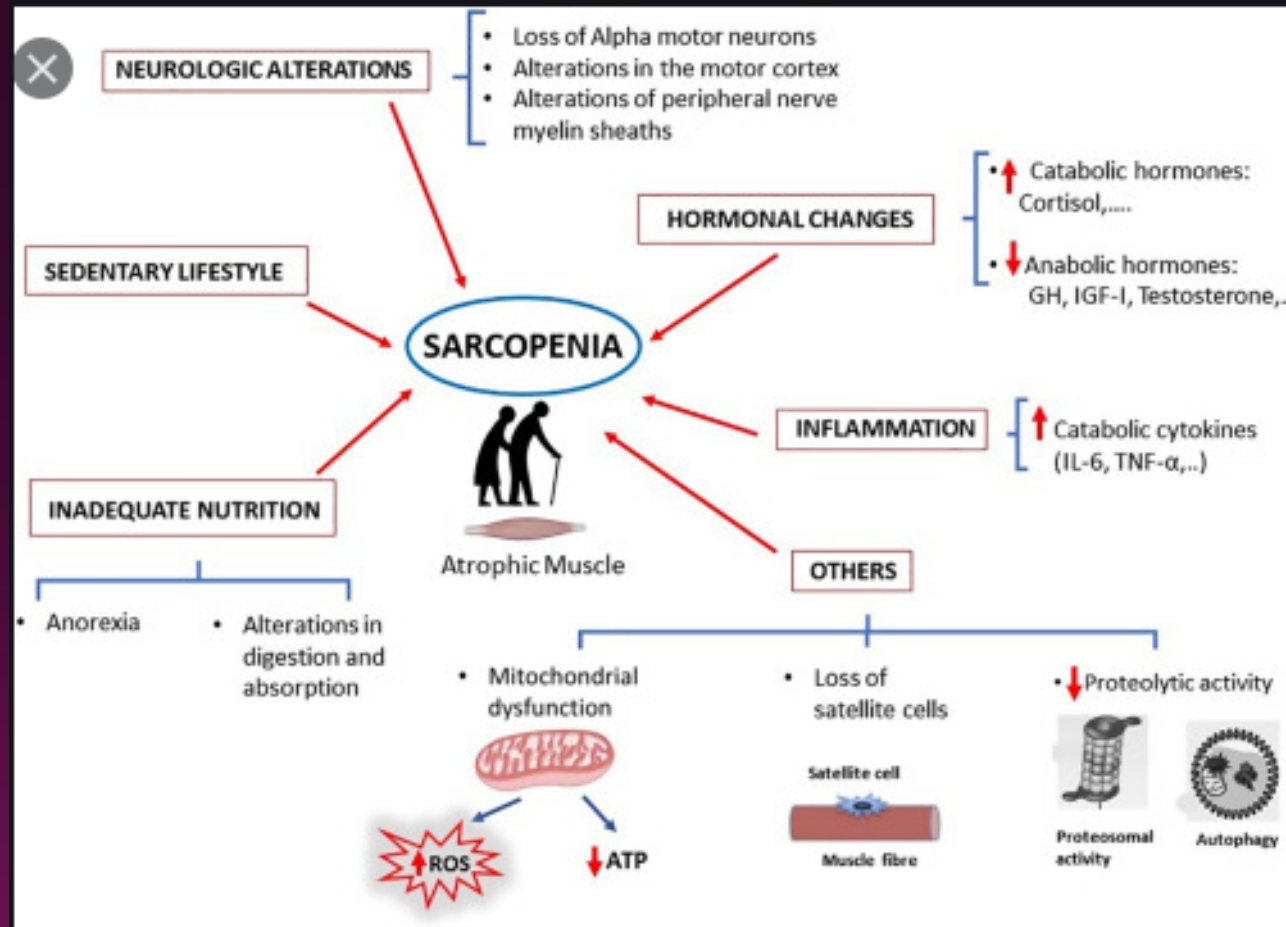 NEUROLOGIC ALTERATIONS
• Loss of Alpha motor neurons
• Alterations in the motor cortex
• Alterations of peripheral nerve
myelin sheaths
HORMONAL CHANGES
• ↑ Catabolic hormones:
Cortisol,....
• ↓ Anabolic hormones:
GH, IGF-I, Testosterone,.
SEDENTARY LIFESTYLE
SARCOPENIA
INFLAMMATION
↑ Catabolic cytokines
(IL-6, TNF-α,..)
INADEQUATE NUTRITION
• Anorexia
• Alterations in
digestion and
absorption
Atrophic Muscle
OTHERS
• Mitochondrial
dysfunction
↑ ROS
↓ ATP
• Loss of
satellite cells
Satellite cell
Muscle fibre
• ↓ Proteolytic activity
Proteosomal
activity
Autophagy